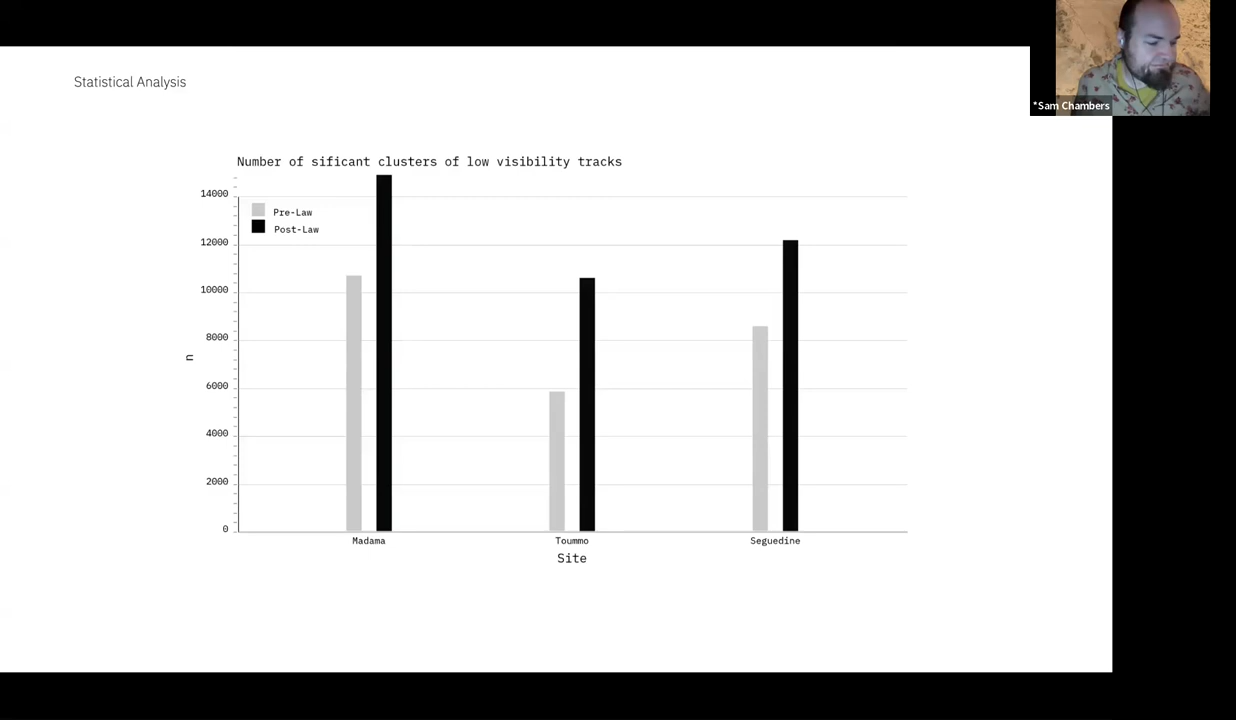 *Sam Chambers
Statistical Analysis
Number of sificant clusters of low visibility tracks
14000
12000
10000
8000
6000
4000
2000
0
n
Pre-Law
Post-Law
Madama
Toummo
Seguedine
Site